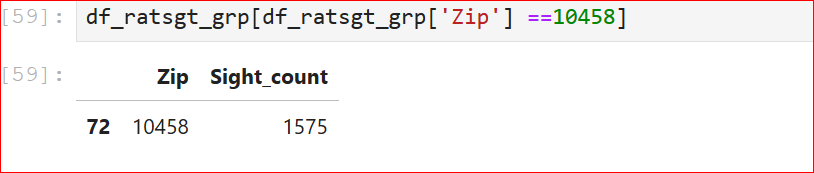 [59]: df_ratsgt_grp[df_ratsgt_grp['Zip'] ==10458]
[59]:
Zip Sight_count
72 10458 1575